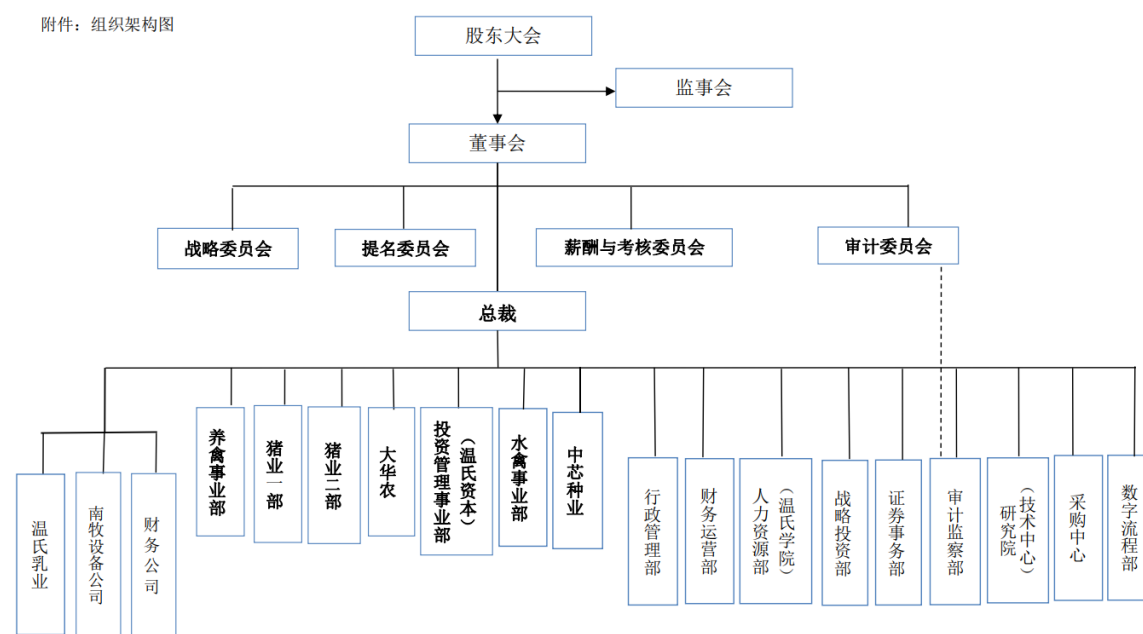 附件：组织架构图
股东大会
监事会
董事会
战略委员会
提名委员会
薪酬与考核委员会
审计委员会
总裁
温氏乳业
南牧设备公司
财务公司
养禽事业部
猪业一部
猪业二部
大华农
投资管理事业部
（温氏资本）
水禽事业部
中芯种业
行政管理部
财务运营部
人力资源部
（温氏学院）
战略投资部
证券事务部
审计监察部
研究院
（技术中心）
采购中心
数字流程部